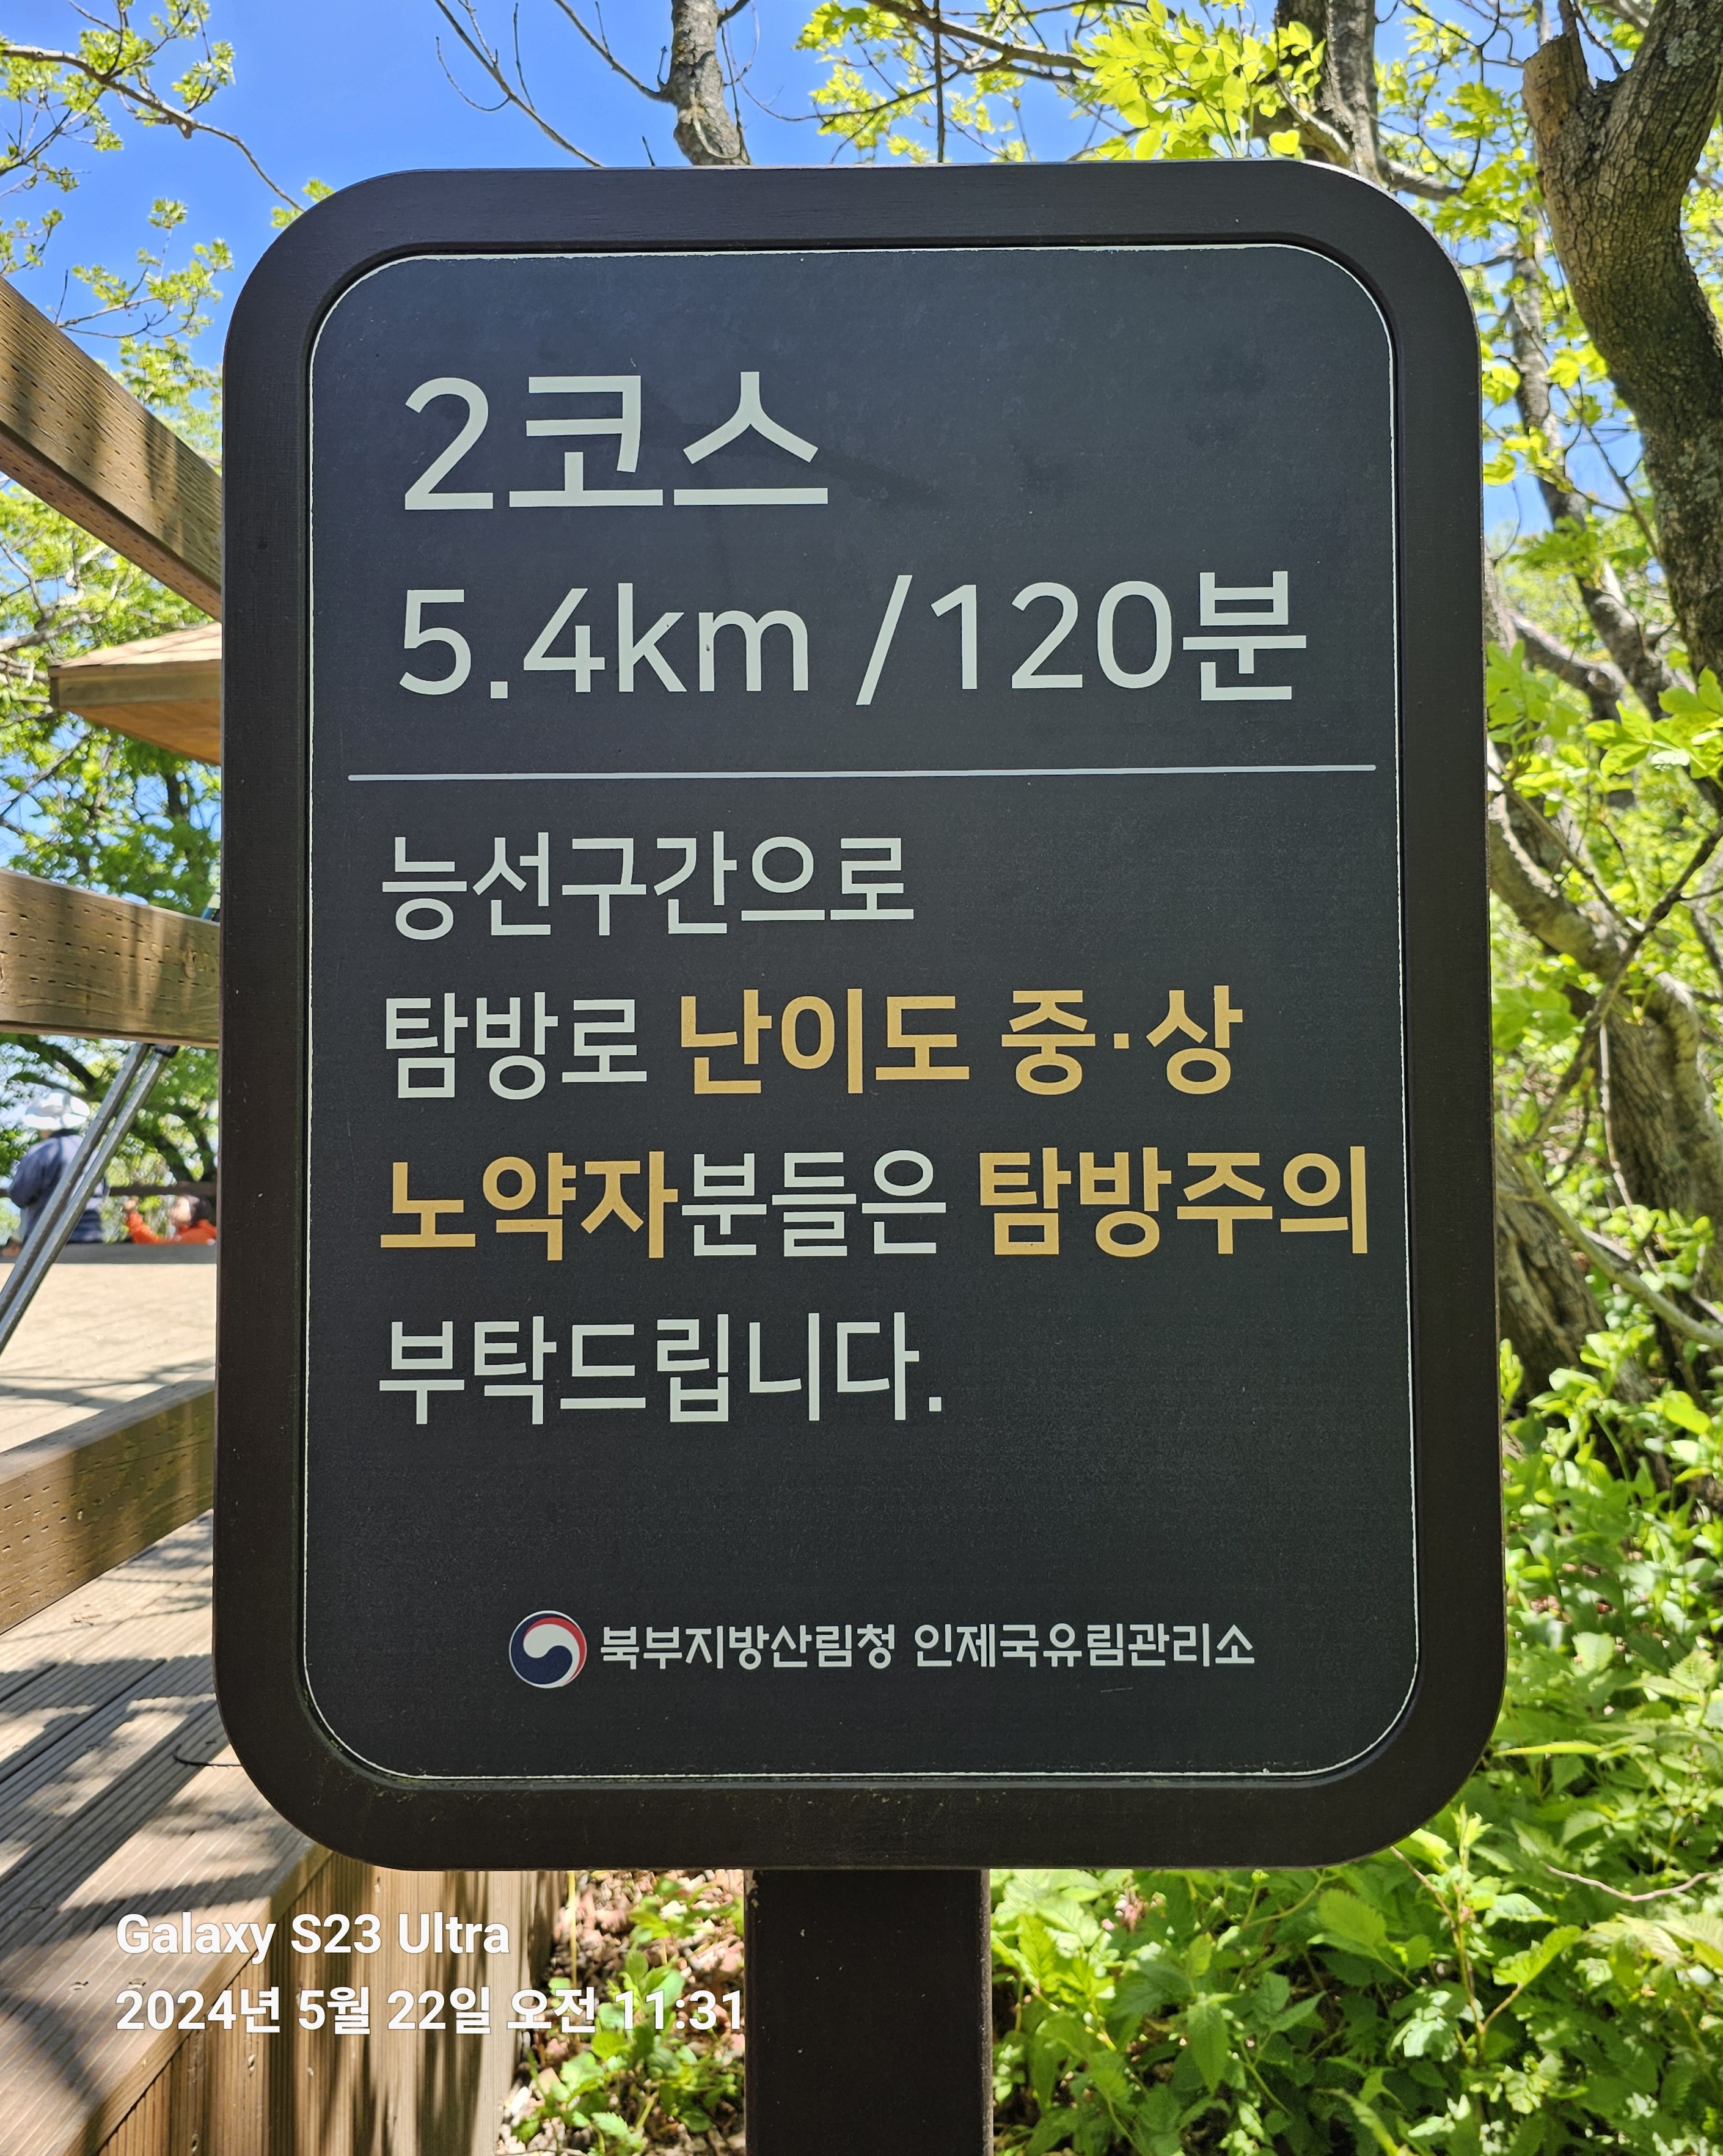 2코스
5.4km /120분
능선구간으로
탐방로 난이도 중·상
노약자분들은 탐방주의
부탁드립니다.
북부지방산림청 인제국유림관리소
Galaxy S23 Ultra
2024년 5월 22일 오전 11:31